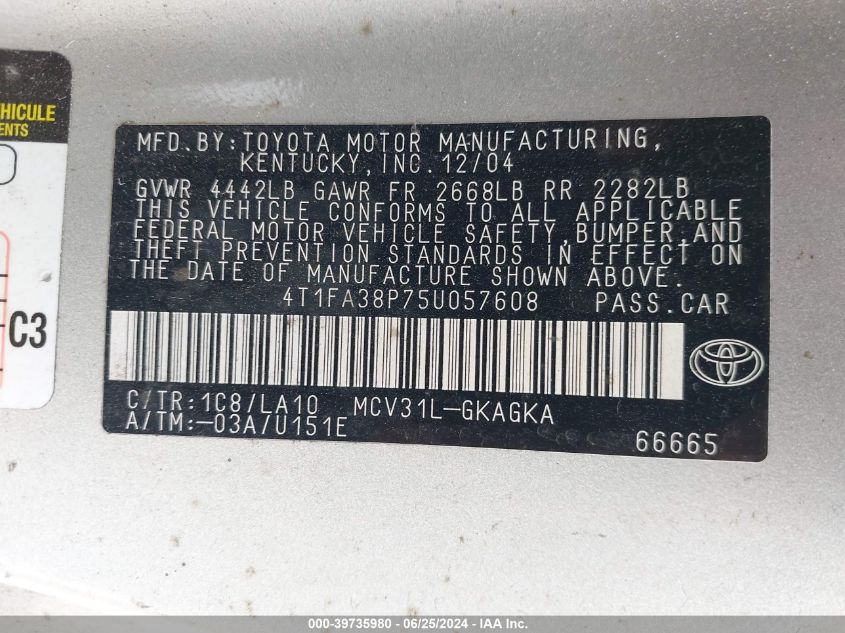 HICULE
ENTS
C3
MFD.BY:TOYOTA MOTOR MANUFACTURING,
KENTUCKY,INC.12/04
GVWR 4442LB GAWR FR 2668LB RR 2282LB
THIS VEHICLE CONFORMS TO ALL APPLICABLE
FEDERAL MOTOR VEHICLE SAFETY,BUMPER,AND
THEFT PREVENTION STANDARDS IN EFFECT ON
THE DATE OF MANUFACTURE SHOWN ABOVE.
4T1FA38P75U057608 PASS.CAR
C/TR:1C8/LA10 MCV31L-GKAGKA
A/TM:-03A/U151E
66665
000-39735980 - 06/25/2024 - IAA Inc.